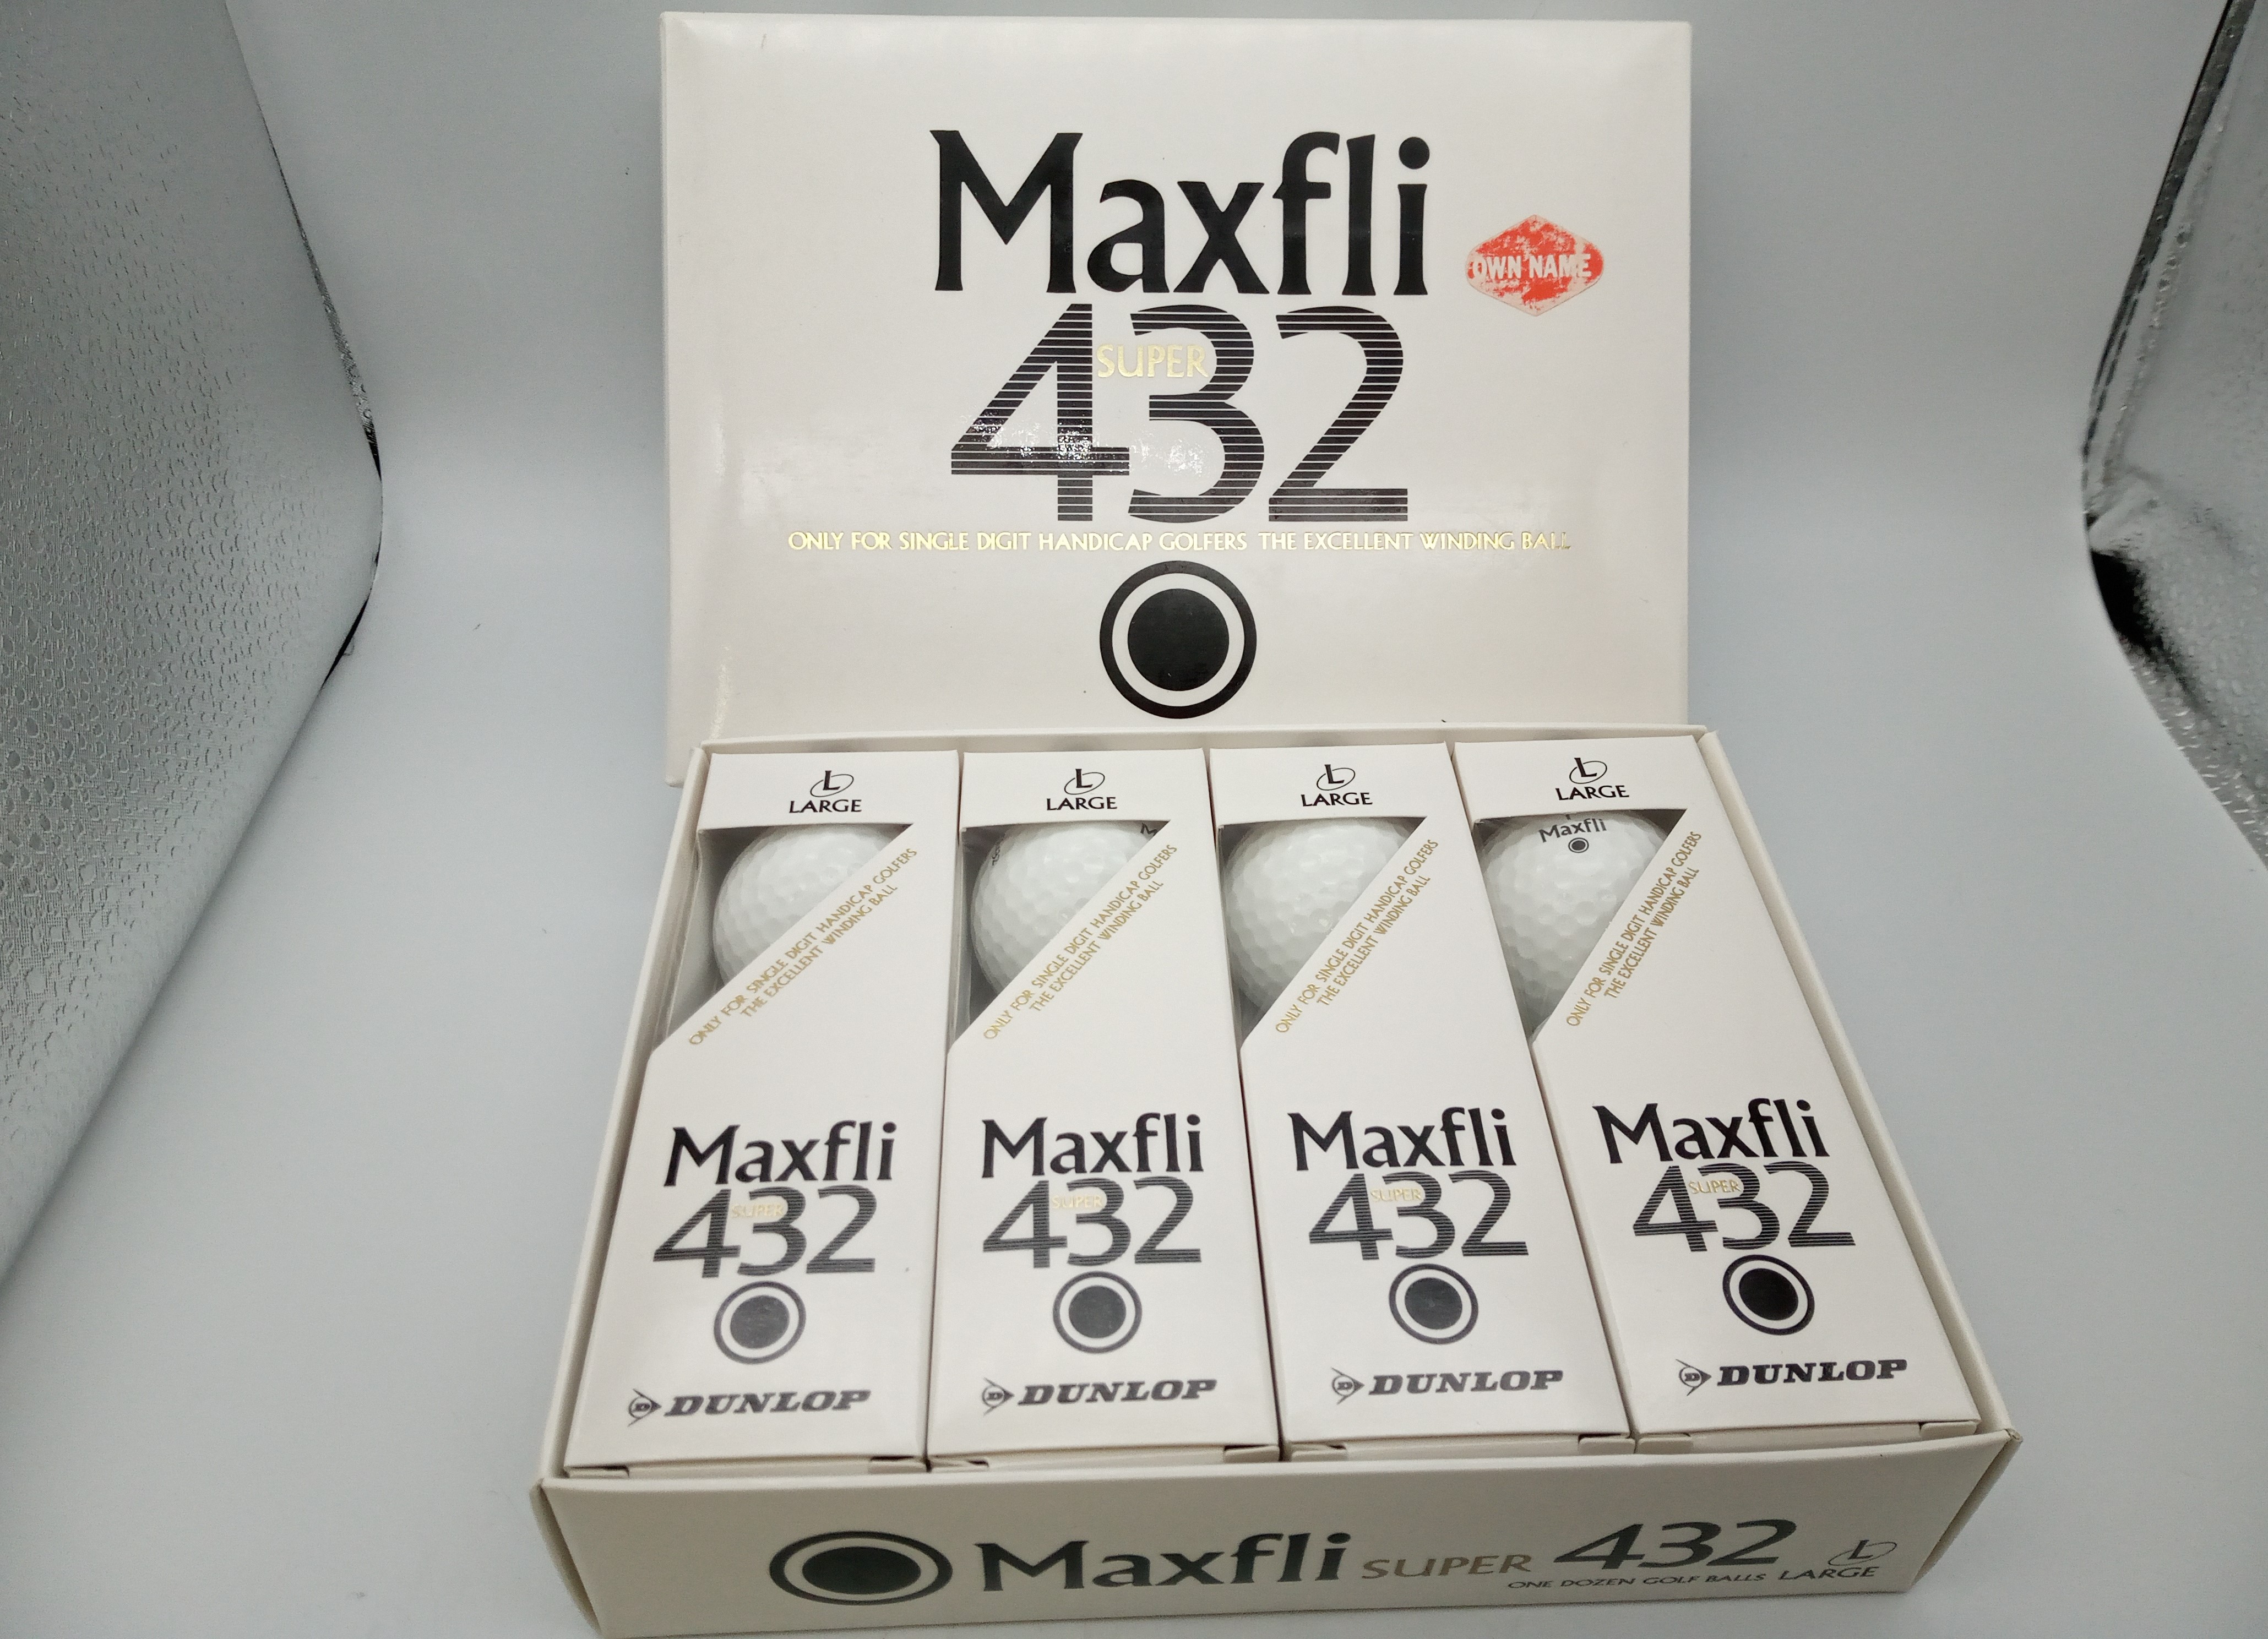 Maxfli
OWN NAME
SUPER
432
ONLY FOR SINGLE DIGIT HANDICAP GOLFERS THE EXCELLENT WINDING BALL
L
LARGE
ONLY FOR SINGLE DIGIT HANDICAP GOLFERS
THE EXCELLENT WINDING BALL
Maxfli
SUPER
432
D DUNLOP
L
LARGE
ONLY FOR SINGLE DIGIT HANDICAP GOLFERS
THE EXCELLENT WINDING BALL
Maxfli
SUPER
432
D DUNLOP
L
LARGE
ONLY FOR SINGLE DIGIT HANDICAP GOLFERS
THE EXCELLENT WINDING BALL
Maxfli
SUPER
432
D DUNLOP
L
LARGE
Maxfli
ONLY FOR SINGLE DIGIT HANDICAP GOLFERS
THE EXCELLENT WINDING BALL
Maxfli
SUPER
432
D DUNLOP
Maxfli SUPER 432 L
ONE DOZEN GOLF BALLS LARGE